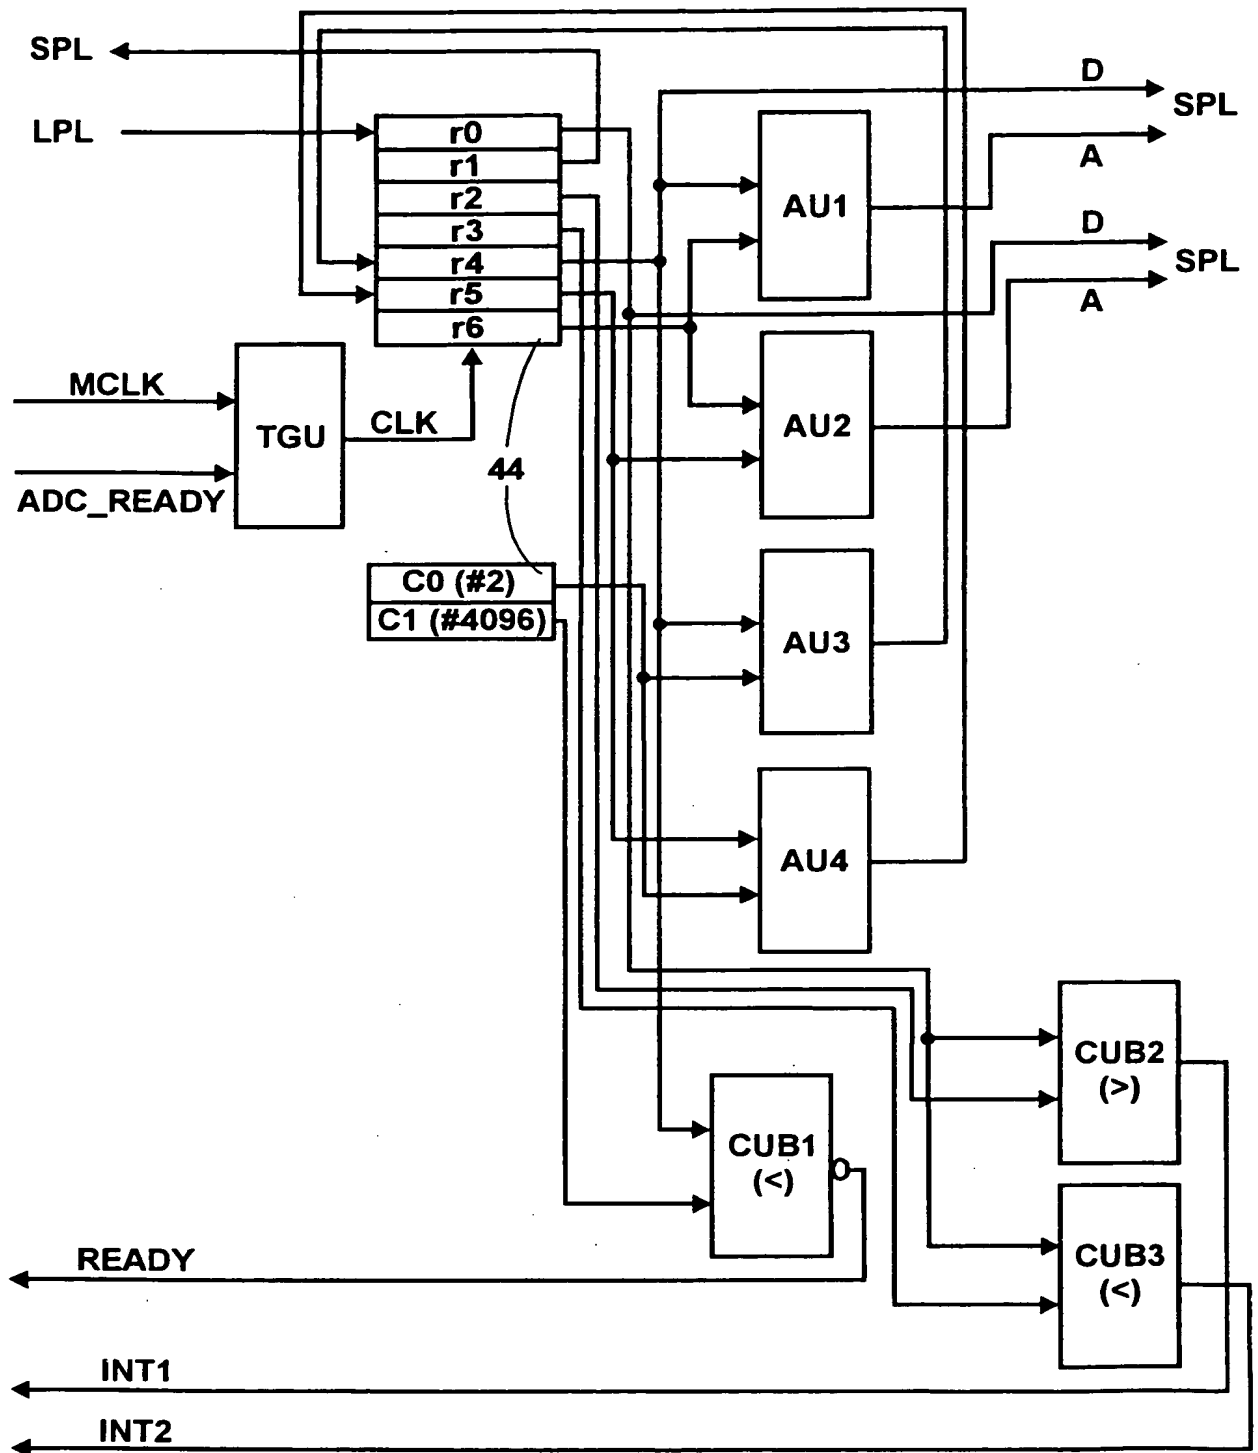 SPL
D
SPL
LPL
r0
A
r1
r2
AU1
r3
D
r4
SPL
r5
A
r6
MCLK
CLK
TGU
AU2
44
ADC_READY
C0 (#2)
C1 (#4096)
AU3
AU4
CUB2
(>)
CUB1
(<)
READY
CUB3
(<)
INT1
INT2